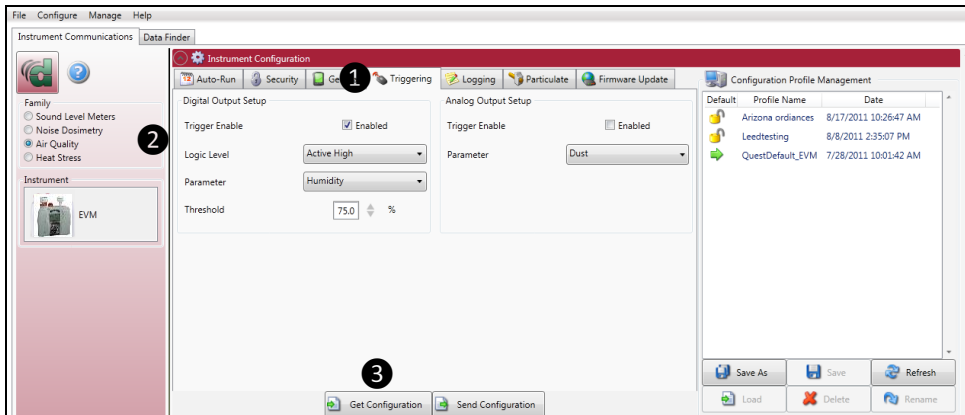 File Configure Manage Help
Instrument Communications Data Finder
Instrument Configuration
12 Auto-Run Security Ge 1 Triggering Logging Particulate Firmware Update
Family
Sound Level Meters
Noise Dosimetry
Air Quality
Heat Stress
2
Instrument
EVM
Digital Output Setup
Trigger Enable Enabled
Logic Level Active High
Parameter Humidity
Threshold 75.0 %
Analog Output Setup
Trigger Enable Enabled
Parameter Dust
3
Get Configuration Send Configuration
Configuration Profile Management
Default Profile Name Date
Arizona ordiances 8/17/2011 10:26:47 AM
Leedtesting 8/8/2011 2:35:07 PM
QuestDefault_EVM 7/28/2011 10:01:42 AM
Save As Save Refresh
Load Delete Rename